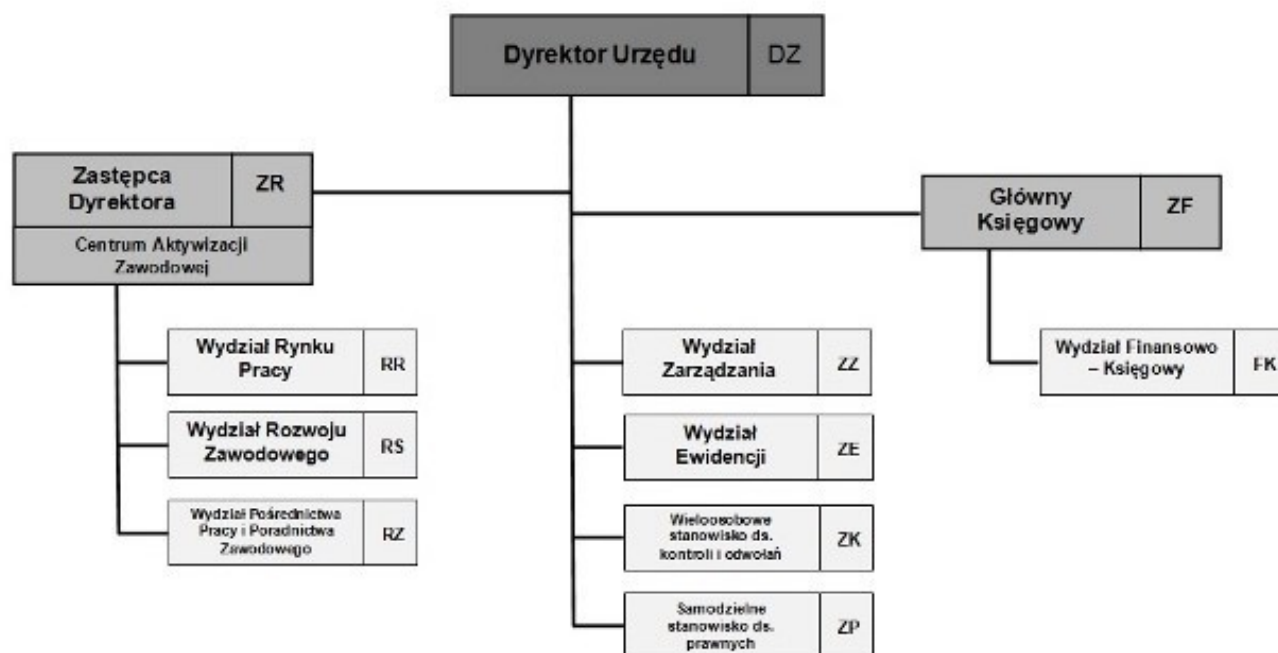 Dyrektor Urzędu DZ
Zastępca
Dyrektora
ZR
Centrum Aktywizacji
Zawodowej
Główny
Księgowy
ZF
Wydział Rynku
Pracy
RR
Wydział Rozwoju
Zawodowego
RS
Wydział Pośrednictwa
Pracy i Poradnictwa
Zawodowego
RZ
Wydział
Zarządzania
ZZ
Wydział
Ewidencji
ZE
Wieloosobowe
stanowisko ds.
kontroli i odwołań
ZK
Samodzielne
stanowisko ds.
prawnych
ZP
Wydział Finansowo
– Księgowy
FK